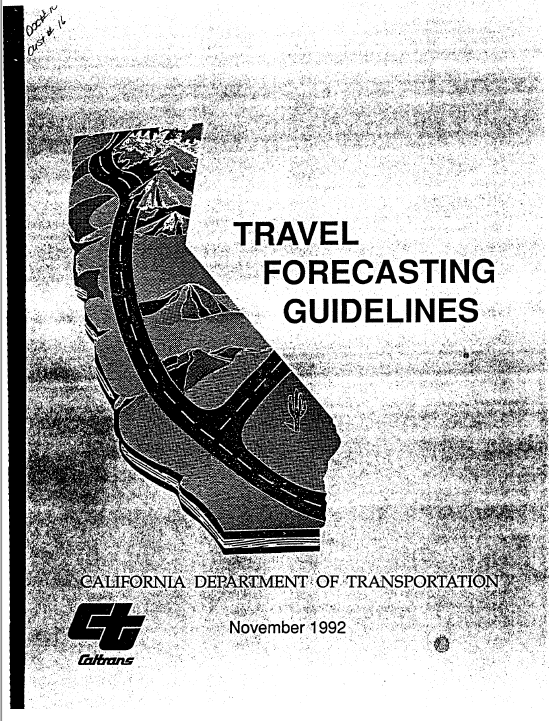 TRAVEL
FORECASTING
GUIDELINES
CALIFORNIA DEPARTMENT OF TRANSPORTATION
November 1992
Caltrans